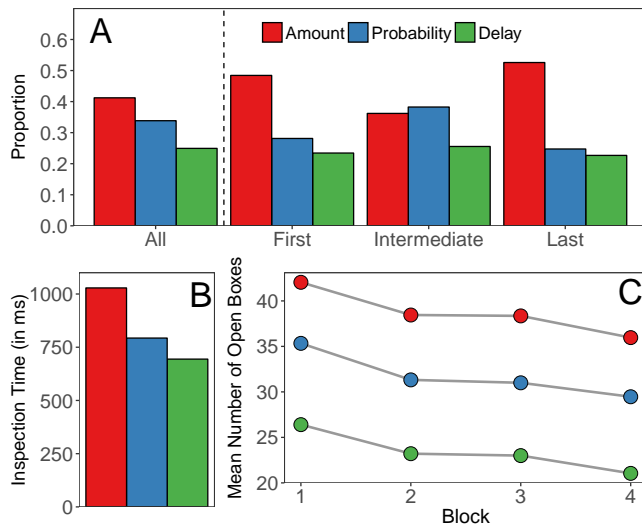 A
Amount Probability Delay
Proportion
0.6
0.5
0.4
0.3
0.2
0.1
0.0
All First Intermediate Last
B
Inspection Time (in ms)
1000
750
500
250
0
C
Mean Number of Open Boxes
40
35
30
25
20
1 2 3 4
Block